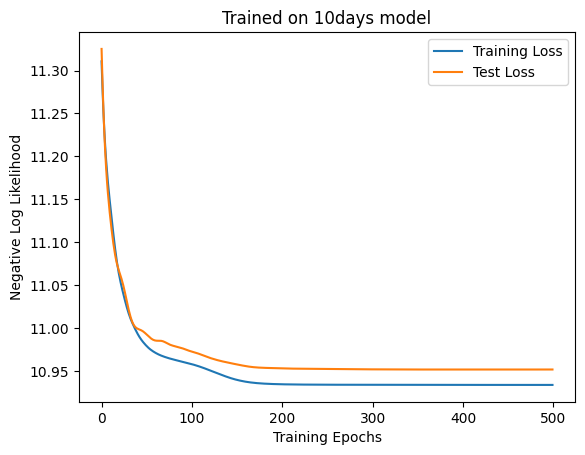 Trained on 10days model
Training Loss
Test Loss
Negative Log Likelihood
11.30
11.25
11.20
11.15
11.10
11.05
11.00
10.95
0 100 200 300 400 500
Training Epochs